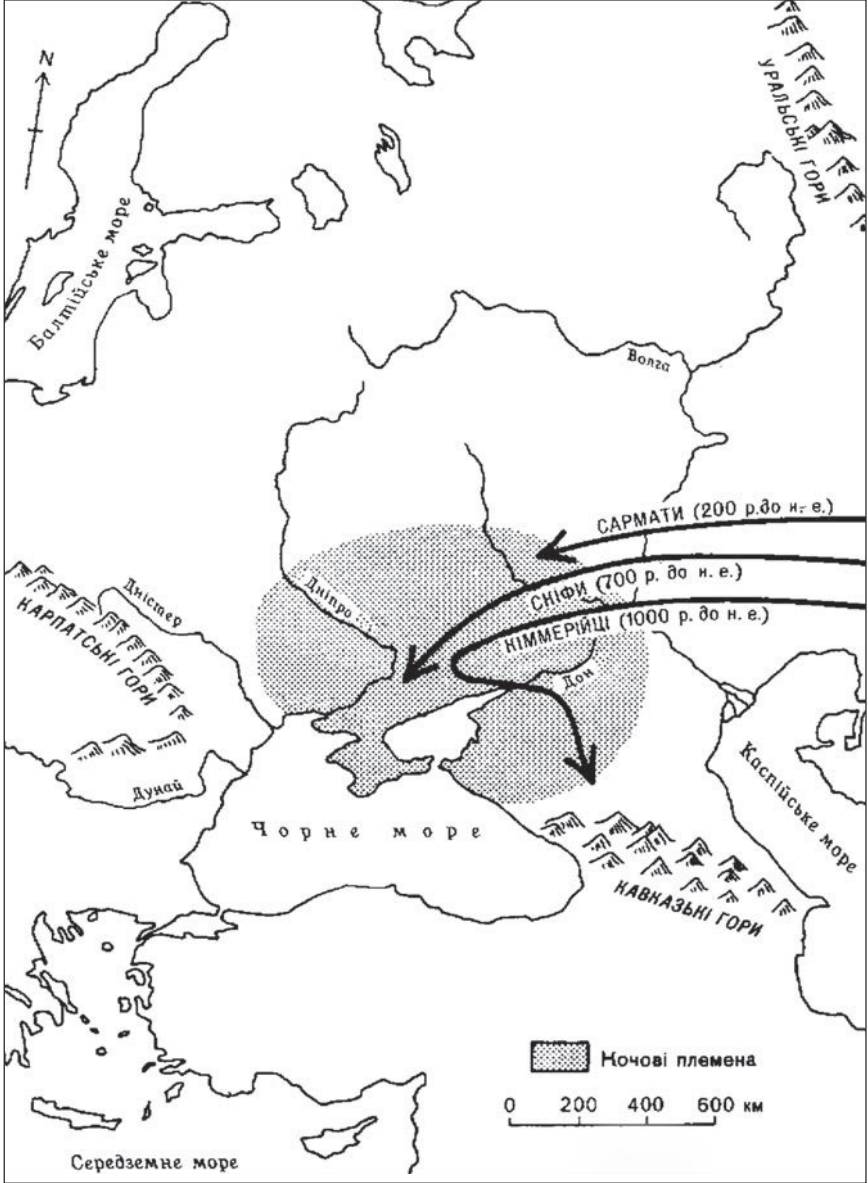 N
УРАЛЬСЬКІ ГОРИ
Балтійське море
Волга
САРМАТИ (200 р.до н. е.)
СКІФИ (700 р. до н. е.)
КІММЕРІЙЦІ (1000 р. до н. е.)
Дністер
Дніпро
КАРПАТСЬКІ ГОРИ
Дон
Дунай
Каспійське море
Чорне море
КАВКАЗЬКІ ГОРИ
Кочові племена
0 200 400 600 км
Середземне море